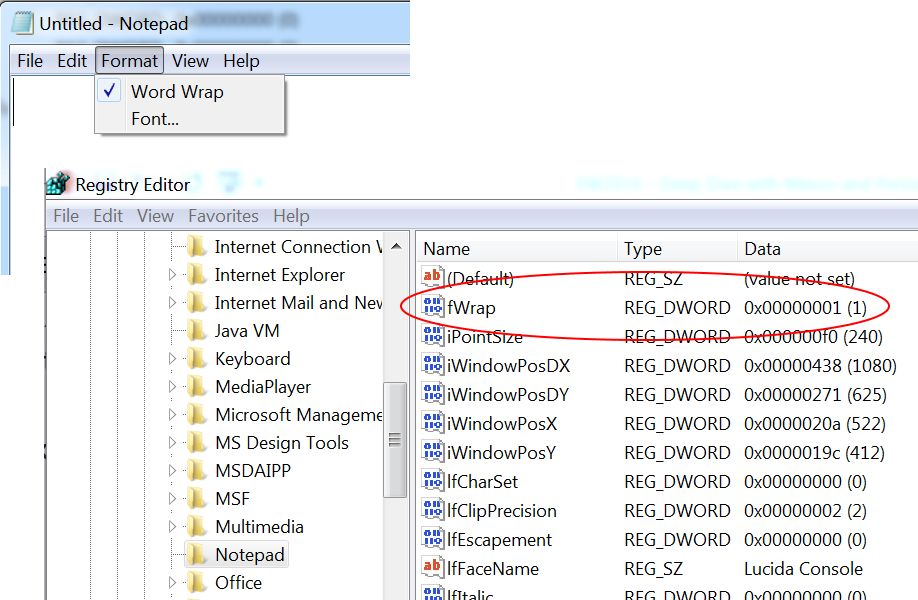 Untitled - Notepad
File Edit Format View Help
Word Wrap
Font...
Registry Editor
File Edit View Favorites Help
Internet Connection
Internet Explorer
Internet Mail and
Java VM
Keyboard
MediaPlayer
Microsoft
MS Design Tools
MSDAIPP
MSF
Multimedia
Notepad
Office
Name Type Data
(Default) REG_SZ (value not set)
fWrap REG_DWORD 0x00000001 (1)
iPointSize REG_DWORD 0x000000f0 (240)
iWindowPosDX REG_DWORD 0x00000438 (1080)
iWindowPosDY REG_DWORD 0x00000271 (625)
iWindowPosX REG_DWORD 0x0000020a (522)
iWindowPosY REG_DWORD 0x0000019c (412)
lfCharSet REG_DWORD 0x00000000 (0)
lfClipPrecision REG_DWORD 0x00000002 (2)
lfEscapement REG_DWORD 0x00000000 (0)
lfFaceName REG_SZ Lucida Console
lfItalic REG_DWORD 0x00000000 (0)